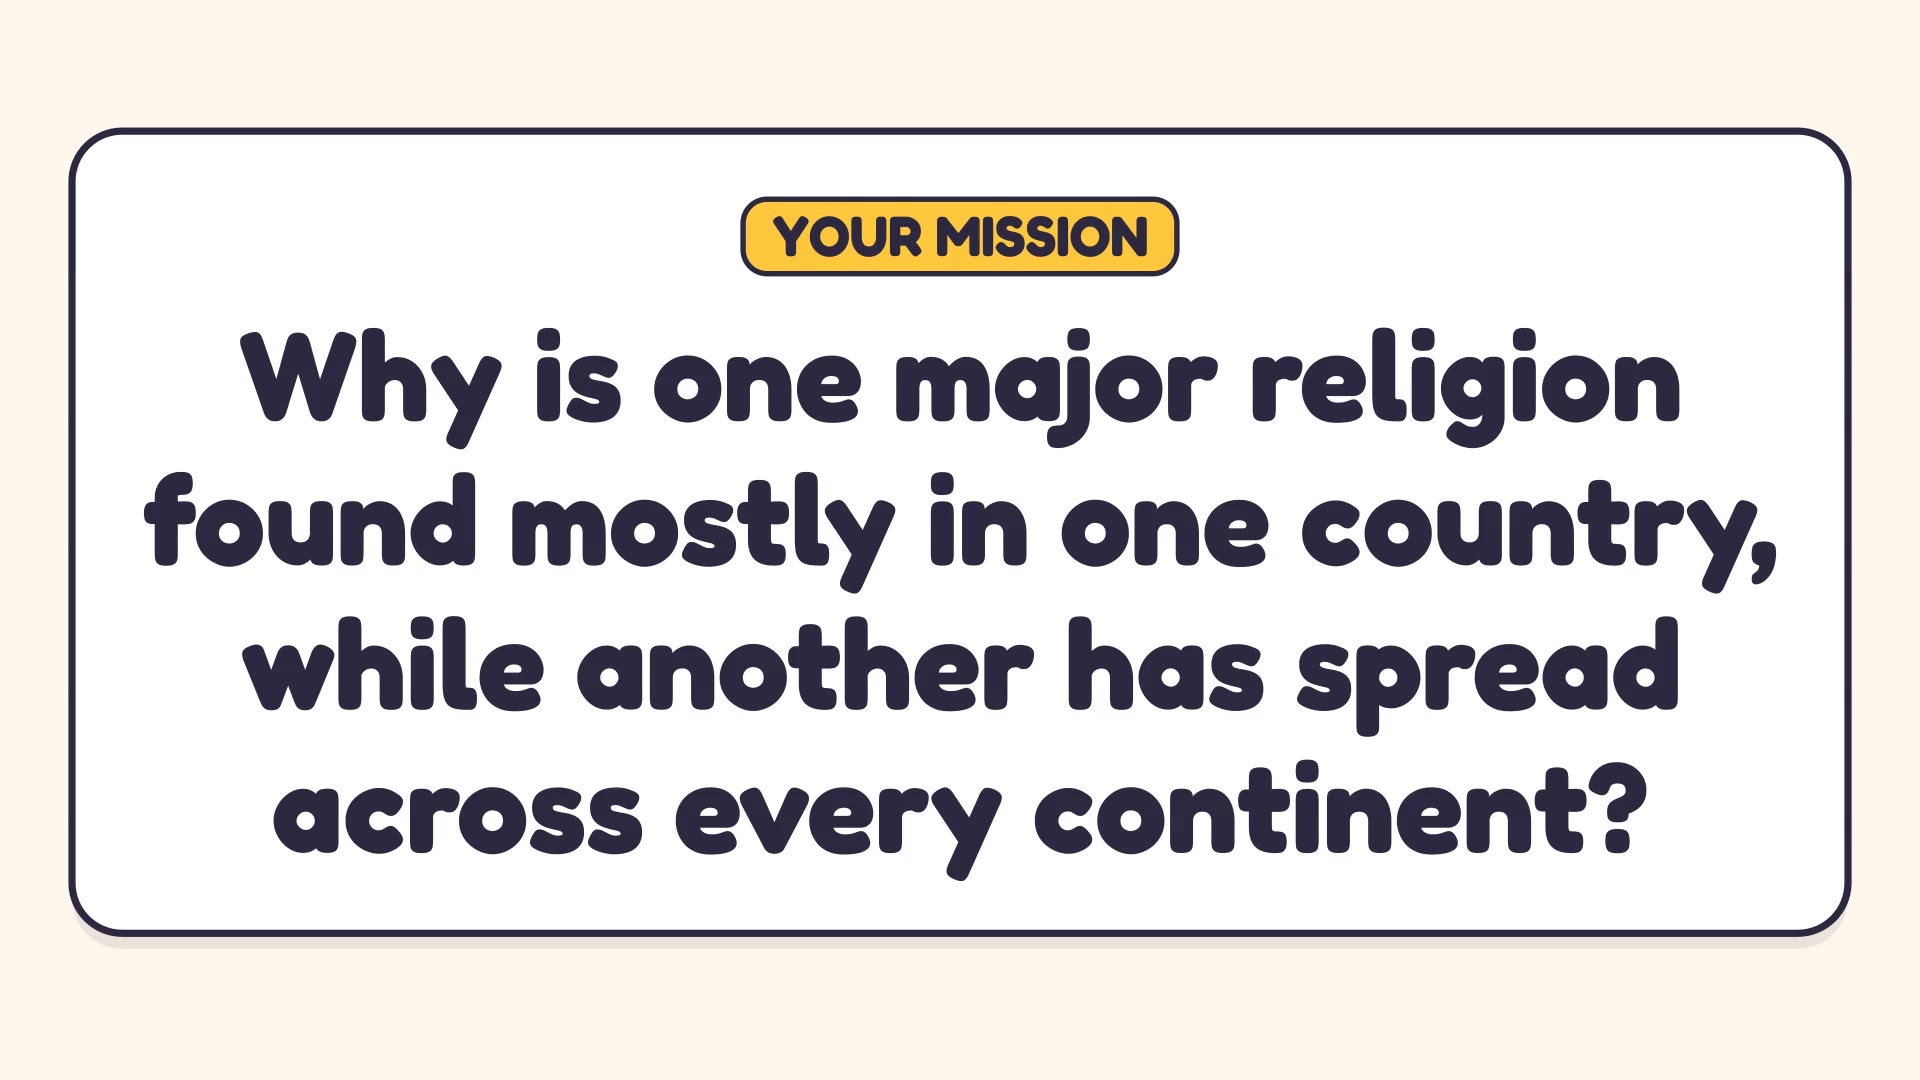 YOUR MISSION
Why is one major religion
found mostly in one country,
while another has spread
across every continent?